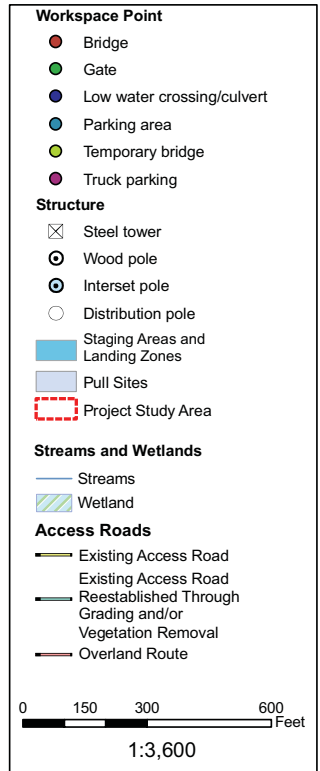 Workspace Point
Bridge
Gate
Low water crossing/culvert
Parking area
Temporary bridge
Truck parking
Structure
Steel tower
Wood pole
Interset pole
Distribution pole
Staging Areas and
Landing Zones
Pull Sites
Project Study Area
Streams and Wetlands
Streams
Wetland
Access Roads
Existing Access Road
Existing Access Road
Reestablished Through
Grading and/or
Vegetation Removal
Overland Route
0 150 300 600
Feet
1:3,600